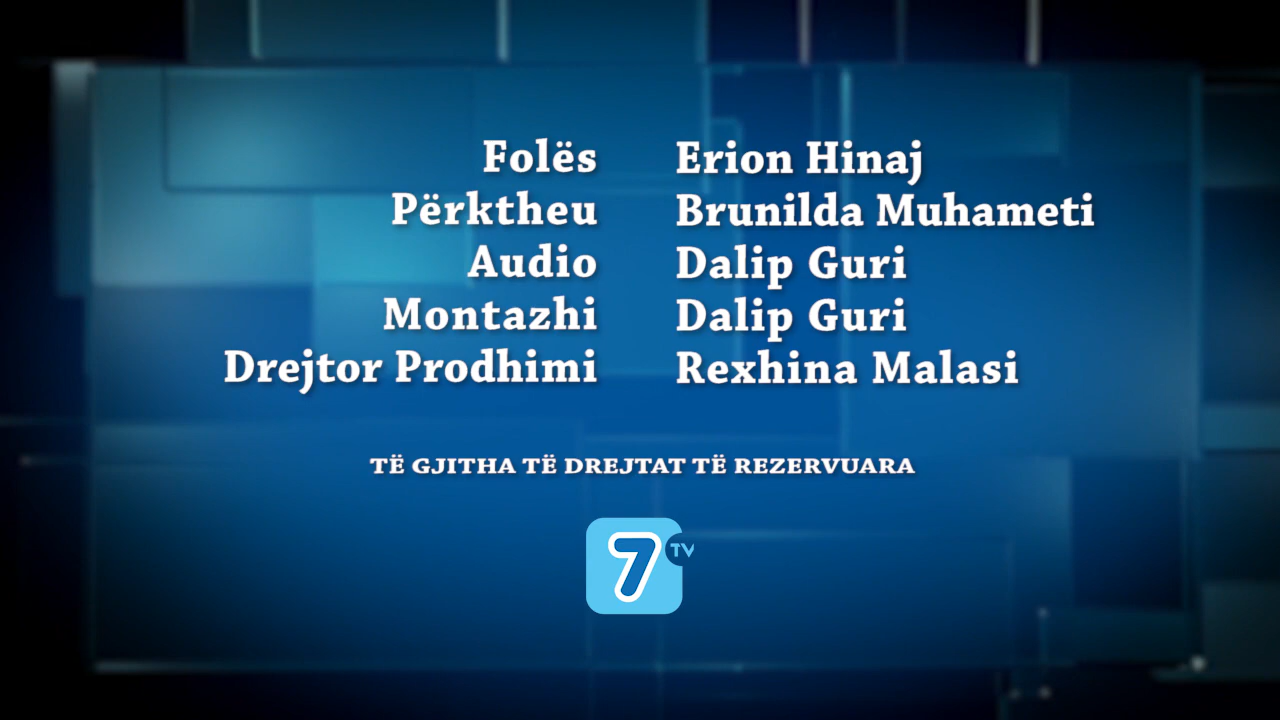 Folës Erion Hinaj
Përktheu Brunilda Muhameti
Audio Dalip Guri
Montazhi Dalip Guri
Drejtor Prodhimi Rexhina Malasi
TË GJITHA TË DREJTAT TË REZERVUARA
7 TV